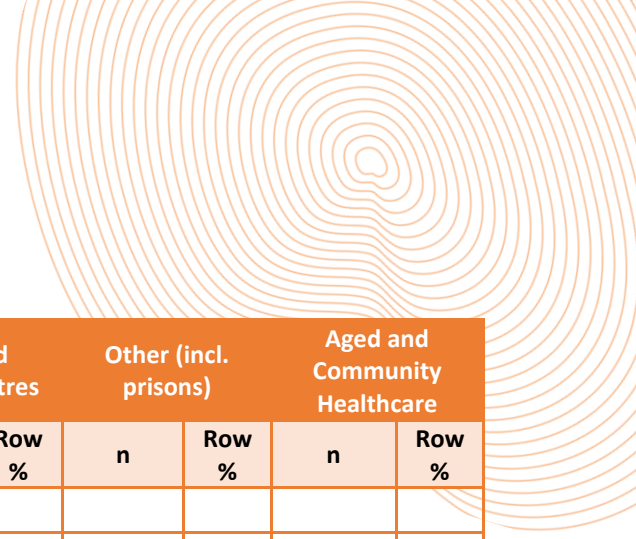 Other (incl.
prisons)
Aged and
Community
Healthcare
Row
%
n
Row
%
n
Row
%